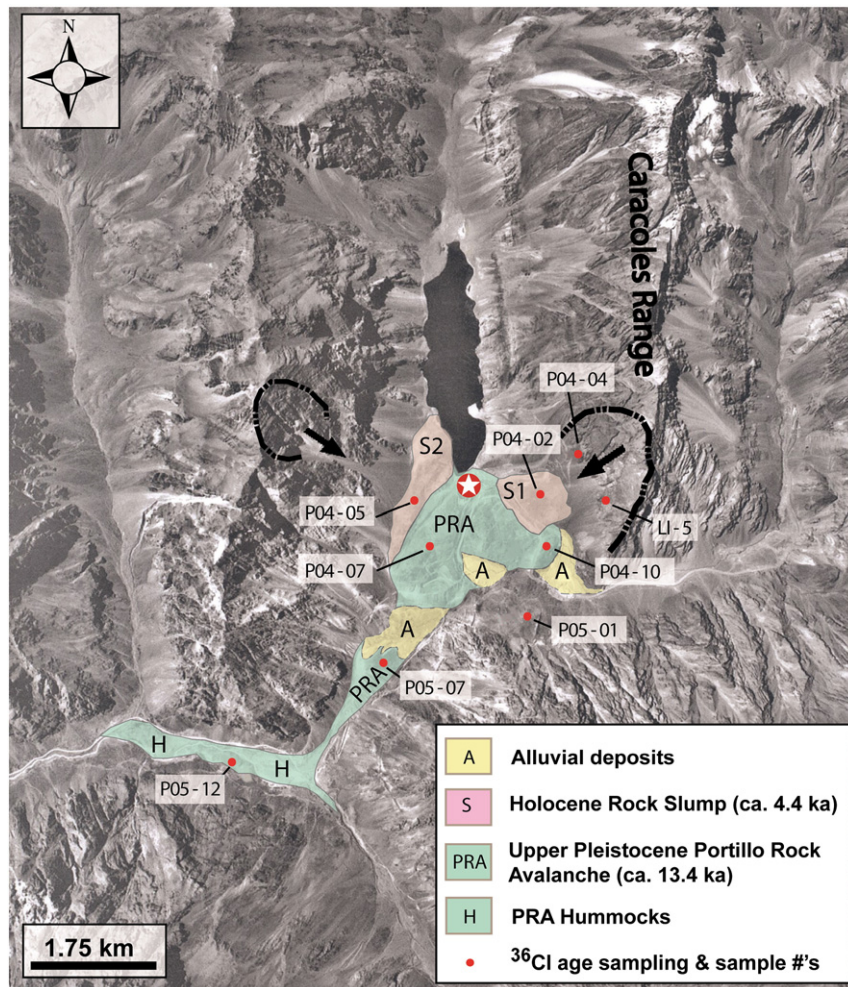 N
Caracoles Range
P04-04
P04-02
S2
S1
P04-05
PRA
LI-5
P04-07
A
A
P04-10
A
P05-01
PRA
P05-07
H
H
P05-12
A Alluvial deposits
S Holocene Rock Slump (ca. 4.4 ka)
PRA Upper Pleistocene Portillo Rock
Avalanche (ca. 13.4 ka)
H PRA Hummocks
1.75 km
³⁶Cl age sampling & sample #'s